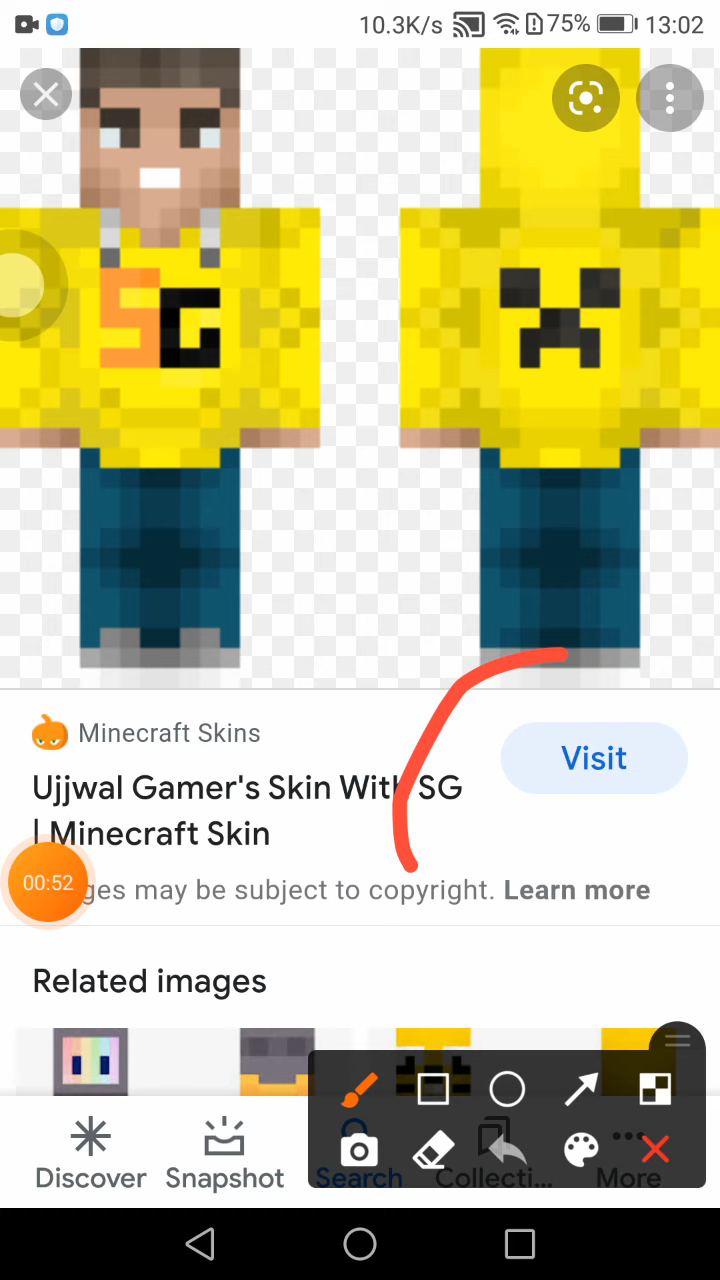 10.3K/s 75% 13:02
SG
Minecraft Skins
Ujjwal Gamer's Skin With SG
| Minecraft Skin
Visit
00:52
ges may be subject to copyright. Learn more
Related images
Discover Snapshot Search Collecti... More